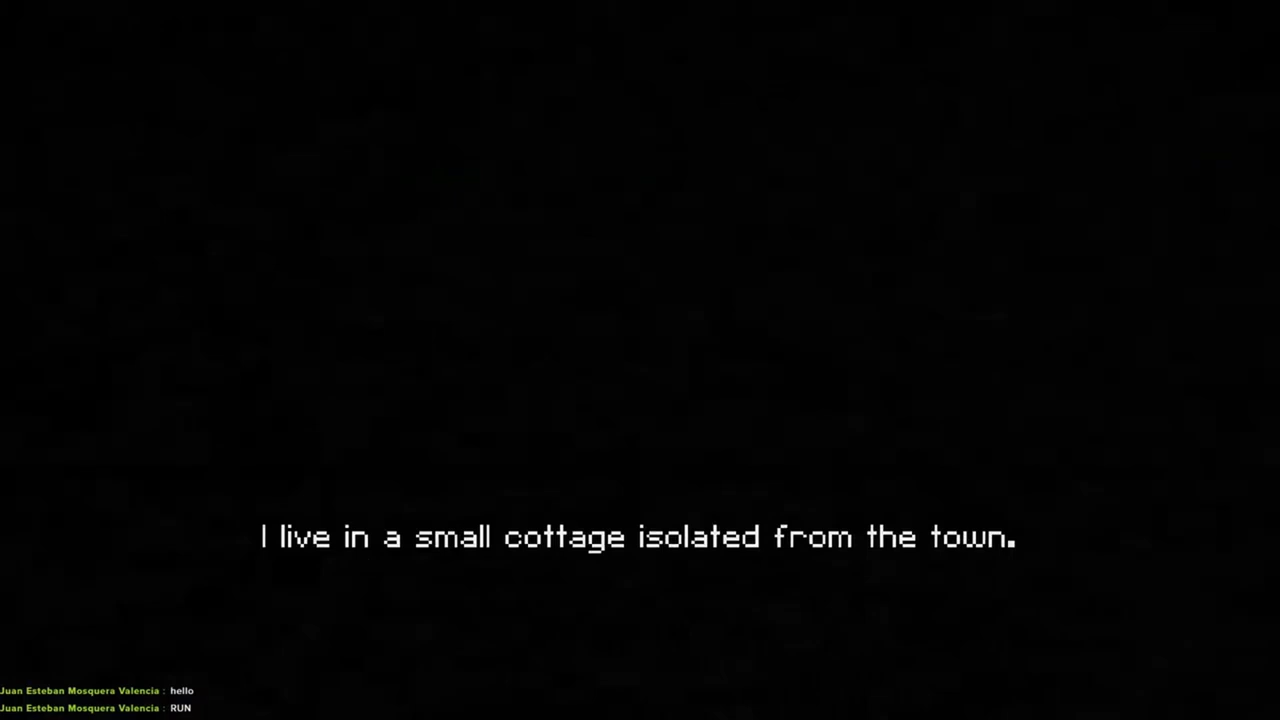 I live in a small cottage isolated from the town.
Juan Esteban Mosquera Valencia : hello
Juan Esteban Mosquera Valencia : RUN